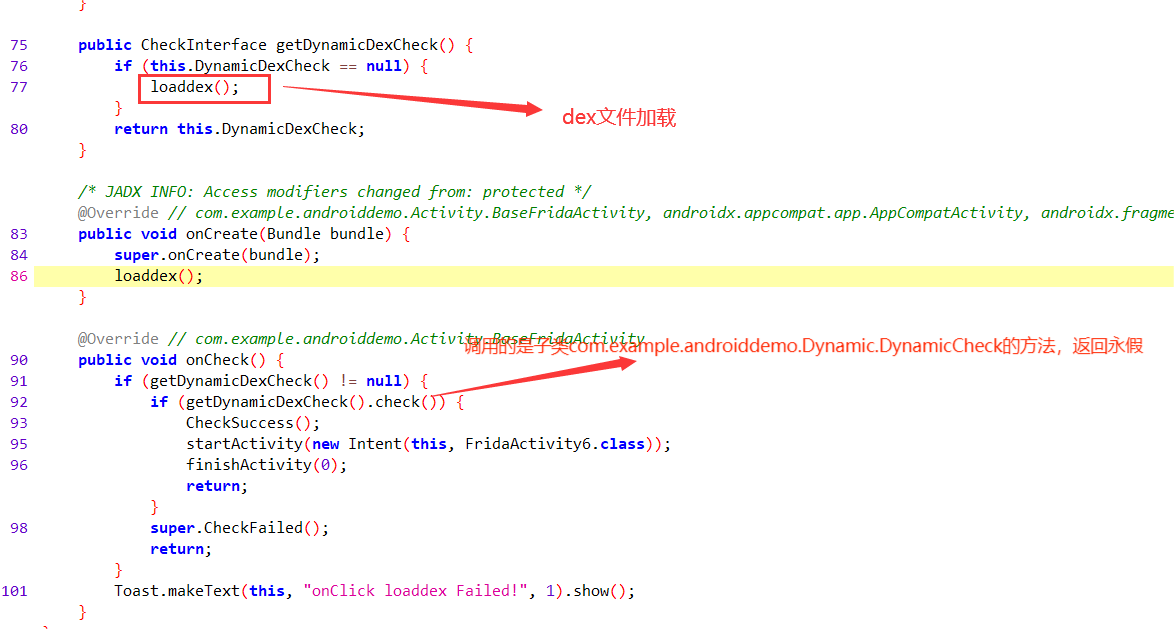 }
75 public CheckInterface getDynamicDexCheck() {
76 if (this.DynamicDexCheck == null) {
77 loaddex();
}
dex文件加载
80 return this.DynamicDexCheck;
}
/* JADX INFO: Access modifiers changed from: protected */
@Override // com.example.androiddemo.Activity.BaseFridaActivity, androidx.appcompat.app.AppCompatActivity, androidx.fragme
83 public void onCreate(Bundle bundle) {
84 super.onCreate(bundle);
86 loaddex();
}
@Override // com.example.androiddemo.Activity.BaseFridaActivity
调用的是子类com.example.androiddemo.Dynamic.DynamicCheck的方法，返回永假
90 public void onCheck() {
91 if (getDynamicDexCheck() != null) {
92 if (getDynamicDexCheck().check()) {
93 CheckSuccess();
95 startActivity(new Intent(this, FridaActivity6.class));
96 finishActivity(0);
return;
}
98 super.CheckFailed();
return;
}
101 Toast.makeText(this, "onClick loaddex Failed!", 1).show();
}